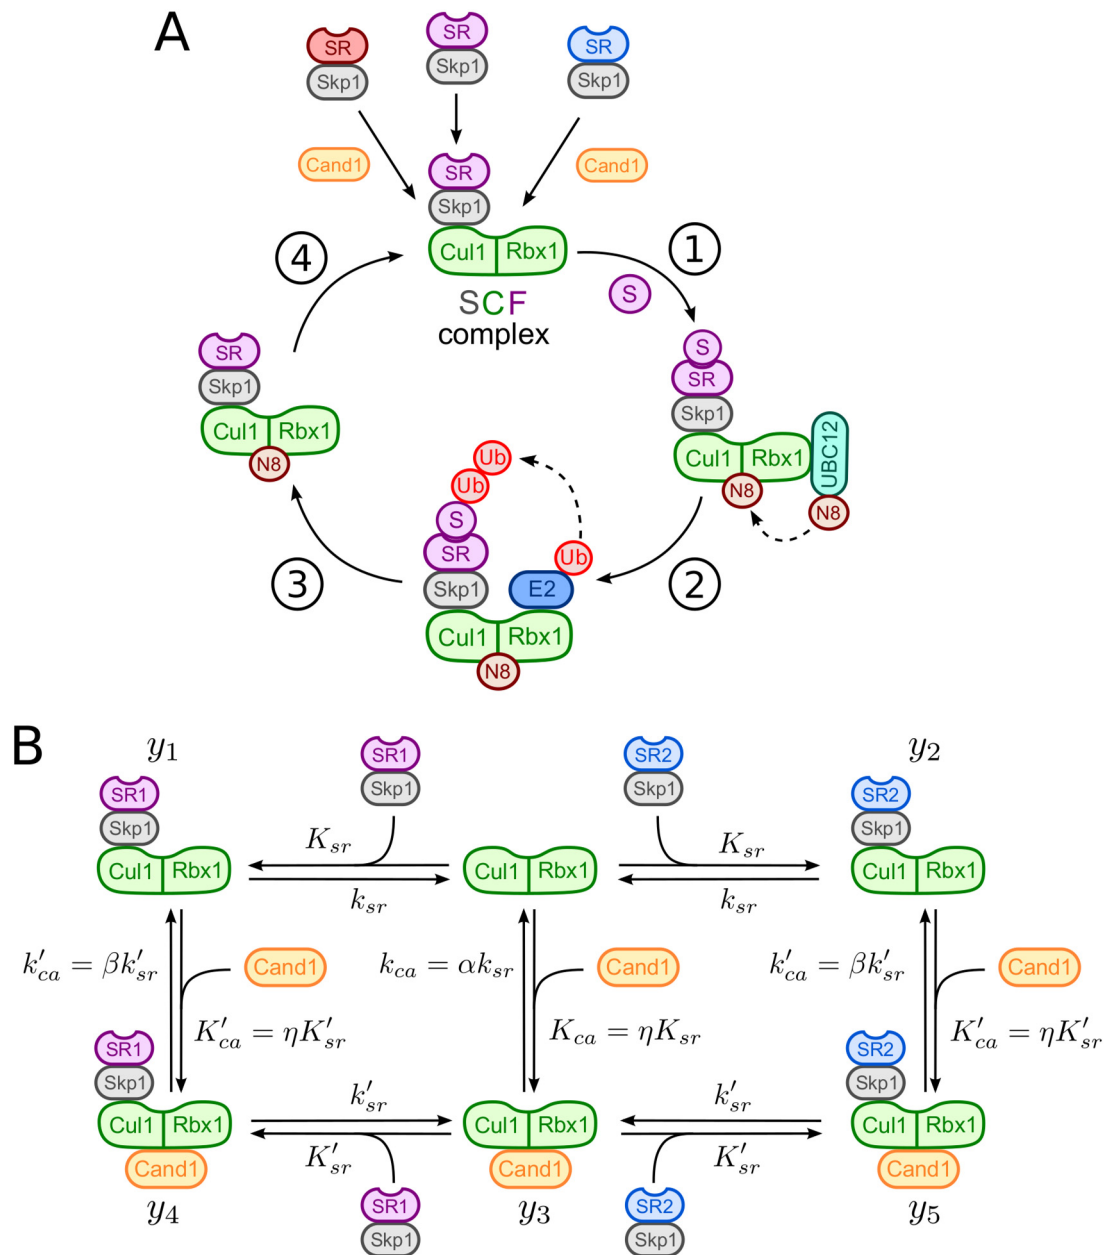 A
SR
Skp1
SR
Skp1
SR
Skp1
Cand1
Cand1
SR
Skp1
Cul1 Rbx1
SCF
complex
4
1
S
SR
Skp1
Cul1 Rbx1
N8
S
SR
Skp1
Cul1 Rbx1
UBC12
N8
N8
Ub
Ub
S
SR
Skp1
Ub
E2
Cul1 Rbx1
N8
3
2
B
y₁
y₂
SR1
Skp1
SR2
Skp1
SR1
Skp1
Cul1 Rbx1
K_sr
k_sr
Cul1 Rbx1
K_sr
k_sr
SR2
Skp1
Cul1 Rbx1
k′_ca = βk′_sr
Cand1
K′_ca = ηK′_sr
k_ca = αk_sr
Cand1
K_ca = ηK_sr
k′_ca = βk′_sr
Cand1
K′_ca = ηK′_sr
SR1
Skp1
Cul1 Rbx1
Cand1
y₄
k′_sr
K′_sr
SR1
Skp1
Cul1 Rbx1
Cand1
y₃
k′_sr
K′_sr
SR2
Skp1
SR2
Skp1
Cul1 Rbx1
Cand1
y₅